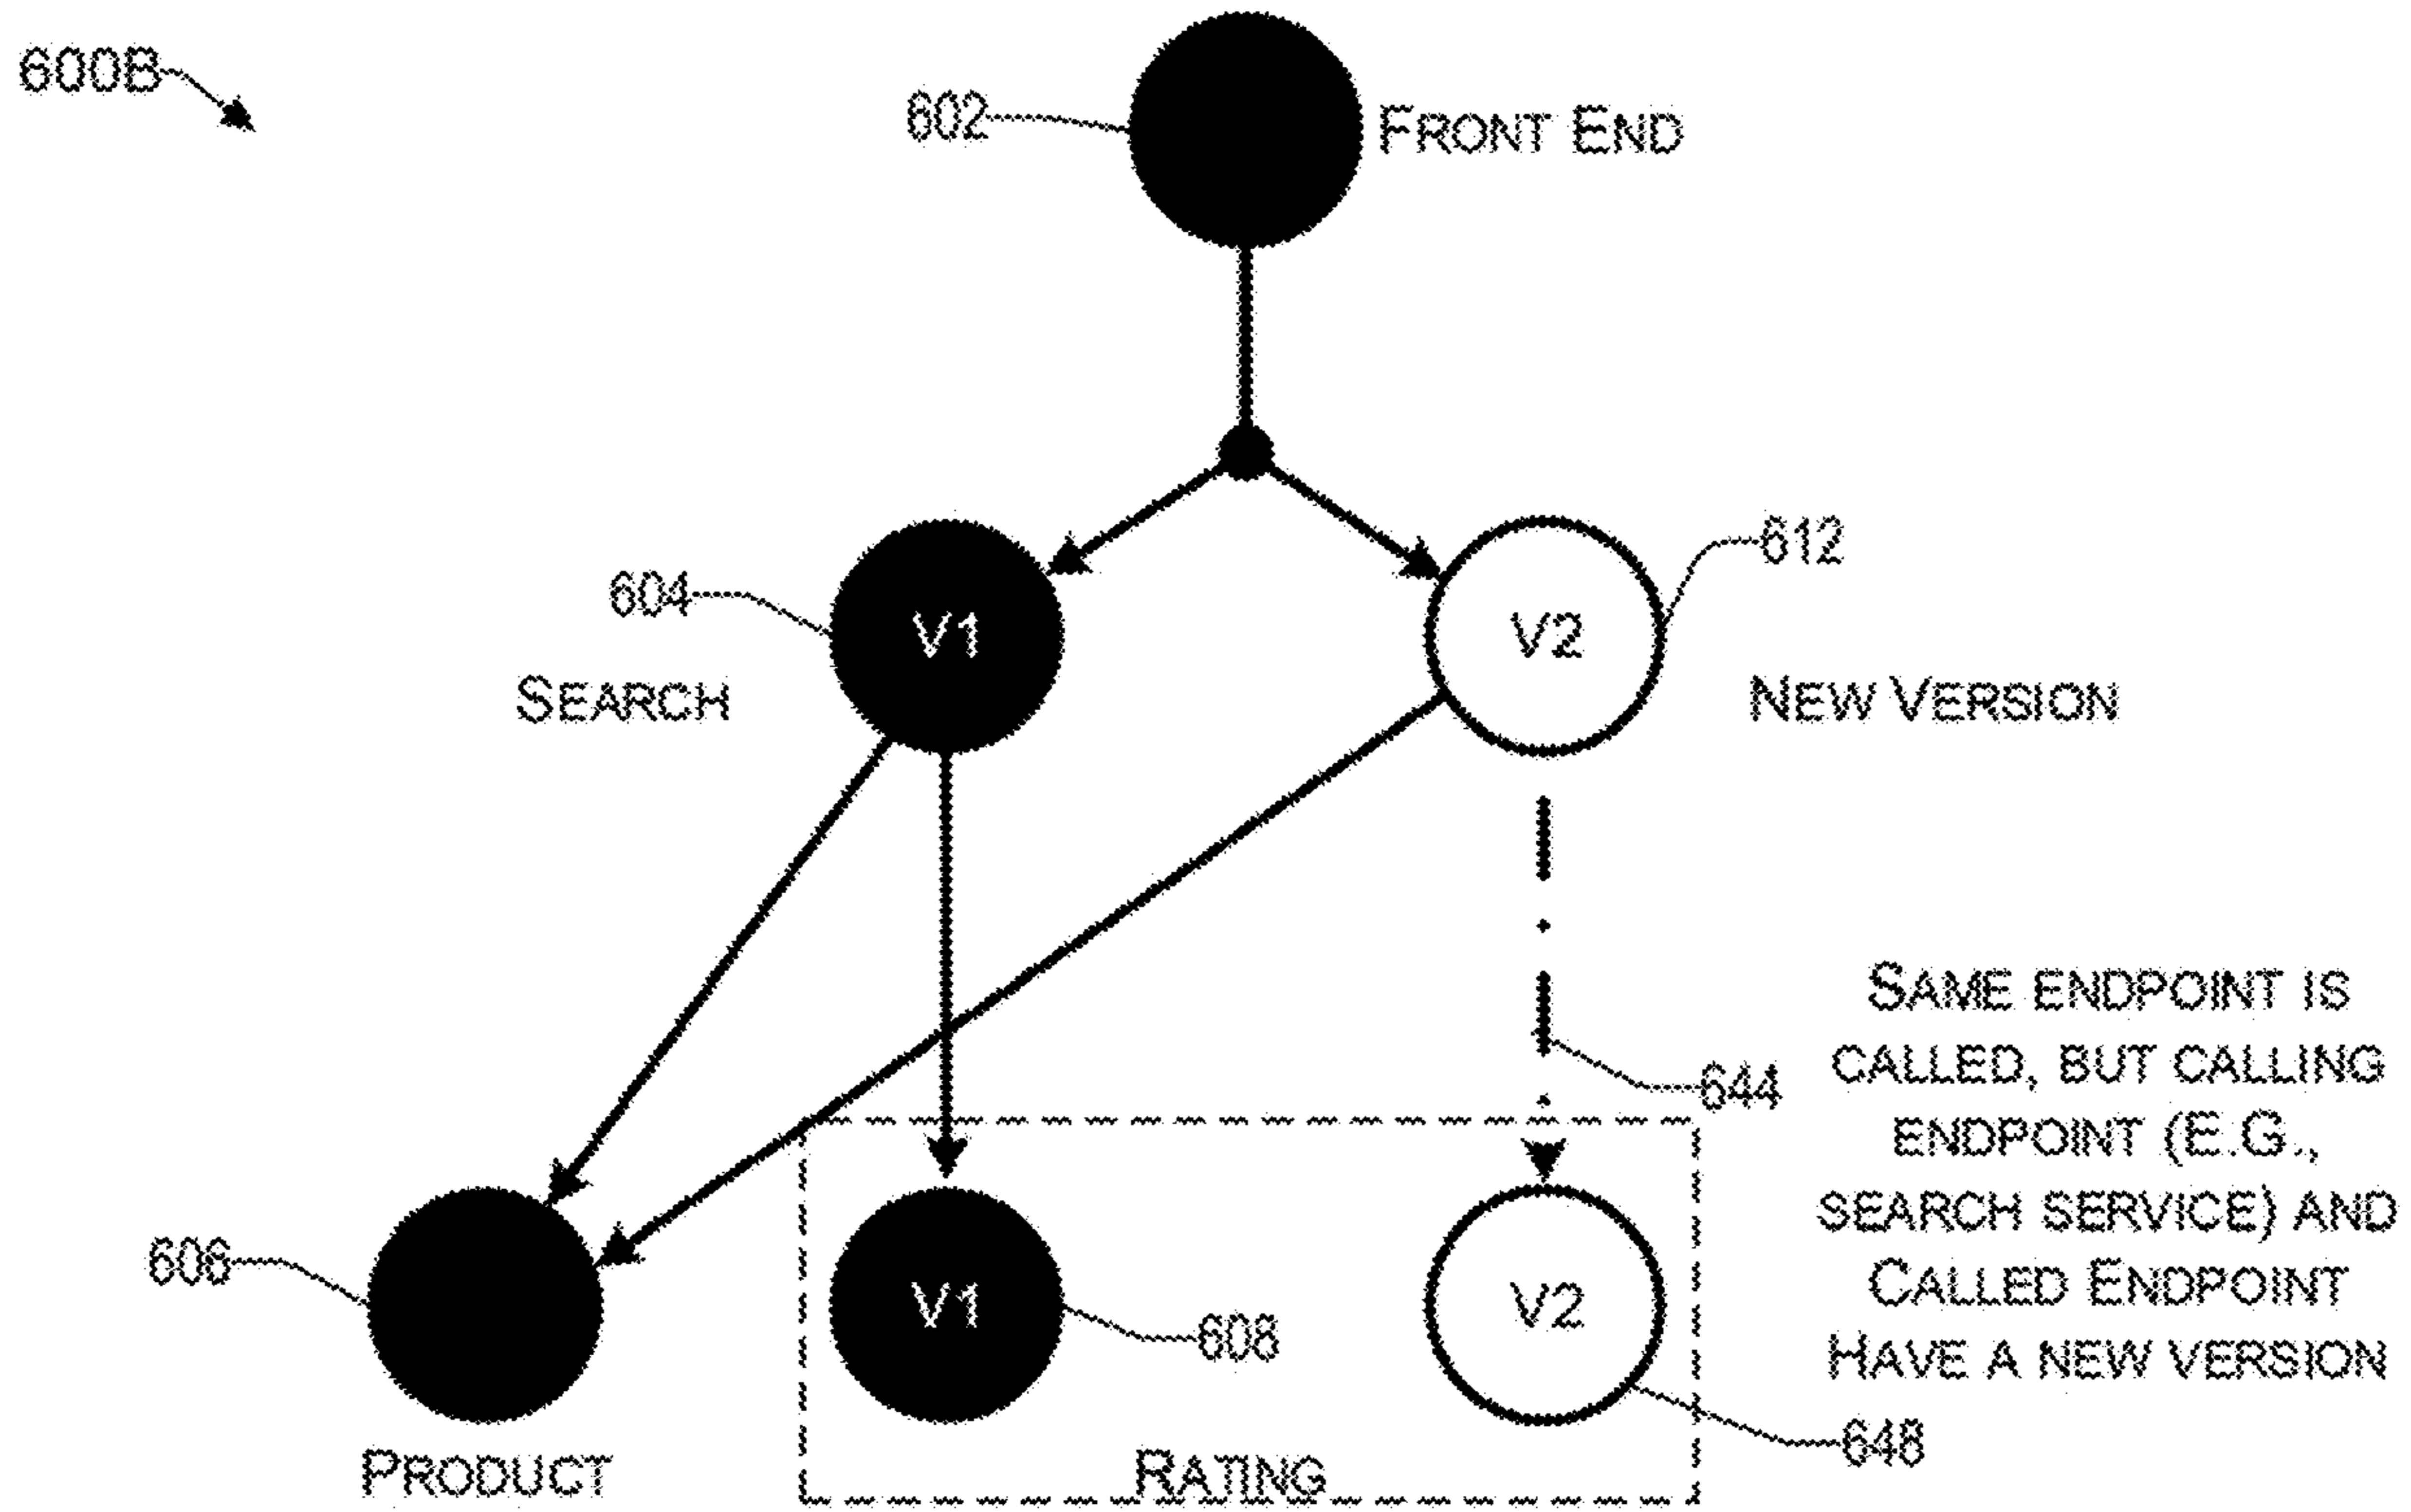 600B
602
FRONT END
604
V1
V2
612
SEARCH
NEW VERSION
SAME ENDPOINT IS
CALLED, BUT CALLING
ENDPOINT (E.G.,
SEARCH SERVICE) AND
CALLED ENDPOINT
HAVE A NEW VERSION
644
606
V1
608
V2
PRODUCT
RATING